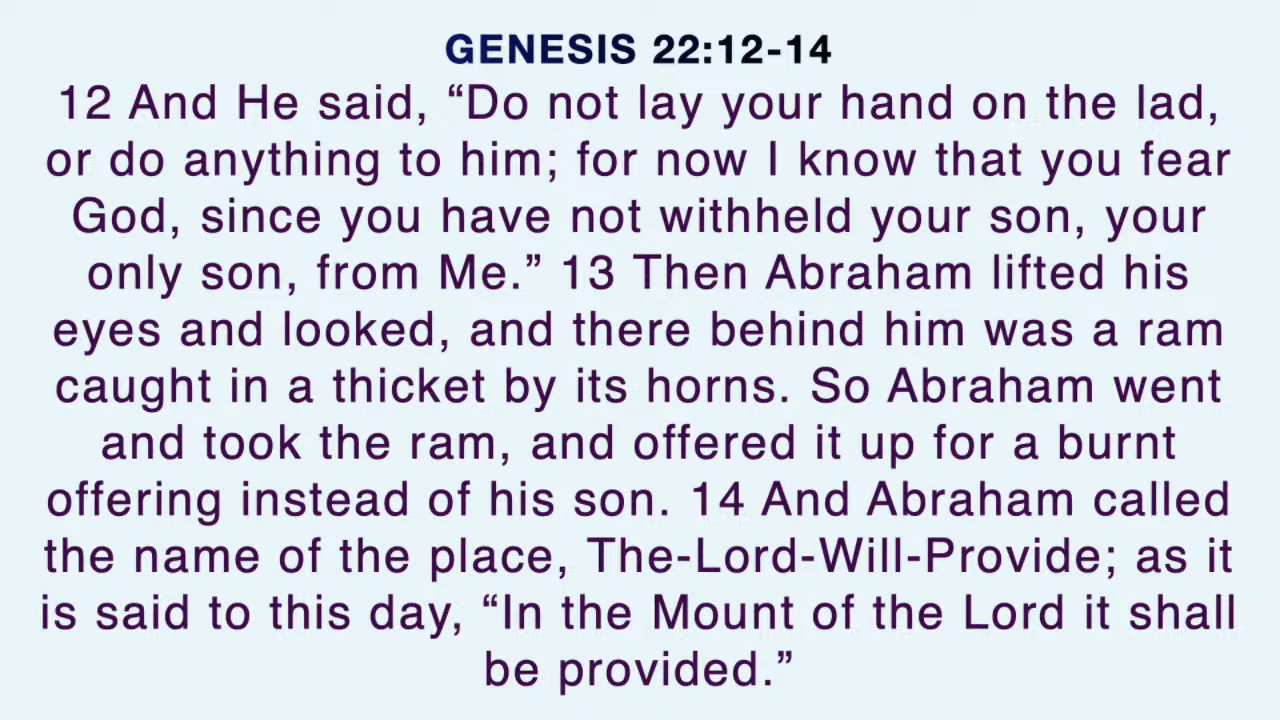 GENESIS 22:12-14
12 And He said, “Do not lay your hand on the lad,
or do anything to him; for now I know that you fear
God, since you have not withheld your son, your
only son, from Me.” 13 Then Abraham lifted his
eyes and looked, and there behind him was a ram
caught in a thicket by its horns. So Abraham went
and took the ram, and offered it up for a burnt
offering instead of his son. 14 And Abraham called
the name of the place, The-Lord-Will-Provide; as it
is said to this day, “In the Mount of the Lord it shall
be provided.”